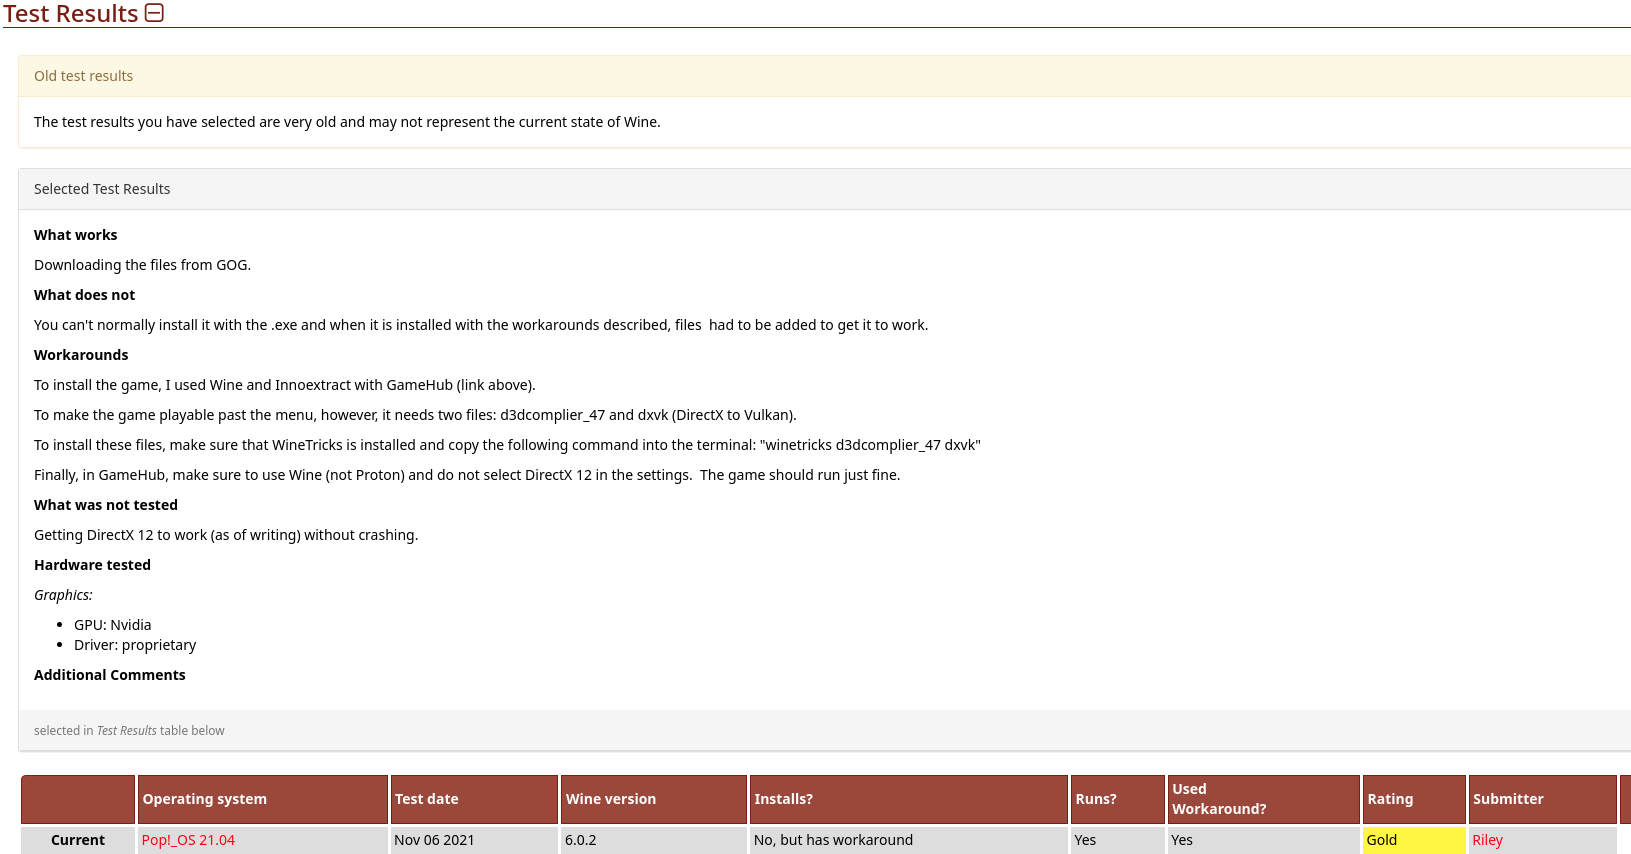 Test Results
Old test results
The test results you have selected are very old and may not represent the current state of Wine.
Selected Test Results
What works
Downloading the files from GOG.
What does not
You can't normally install it with the .exe and when it is installed with the workarounds described, files  had to be added to get it to work.
Workarounds
To install the game, I used Wine and Innoextract with GameHub (link above).
To make the game playable past the menu, however, it needs two files: d3dcomplier_47 and dxvk (DirectX to Vulkan).
To install these files, make sure that WineTricks is installed and copy the following command into the terminal: "winetricks d3dcomplier_47 dxvk"
Finally, in GameHub, make sure to use Wine (not Proton) and do not select DirectX 12 in the settings.  The game should run just fine.
What was not tested
Getting DirectX 12 to work (as of writing) without crashing.
Hardware tested
Graphics:
• GPU: Nvidia
• Driver: proprietary
Additional Comments
selected in Test Results table below
Operating system Test date Wine version Installs? Runs? Used Workaround? Rating Submitter
Current Pop!_OS 21.04 Nov 06 2021 6.0.2 No, but has workaround Yes Yes Gold Riley